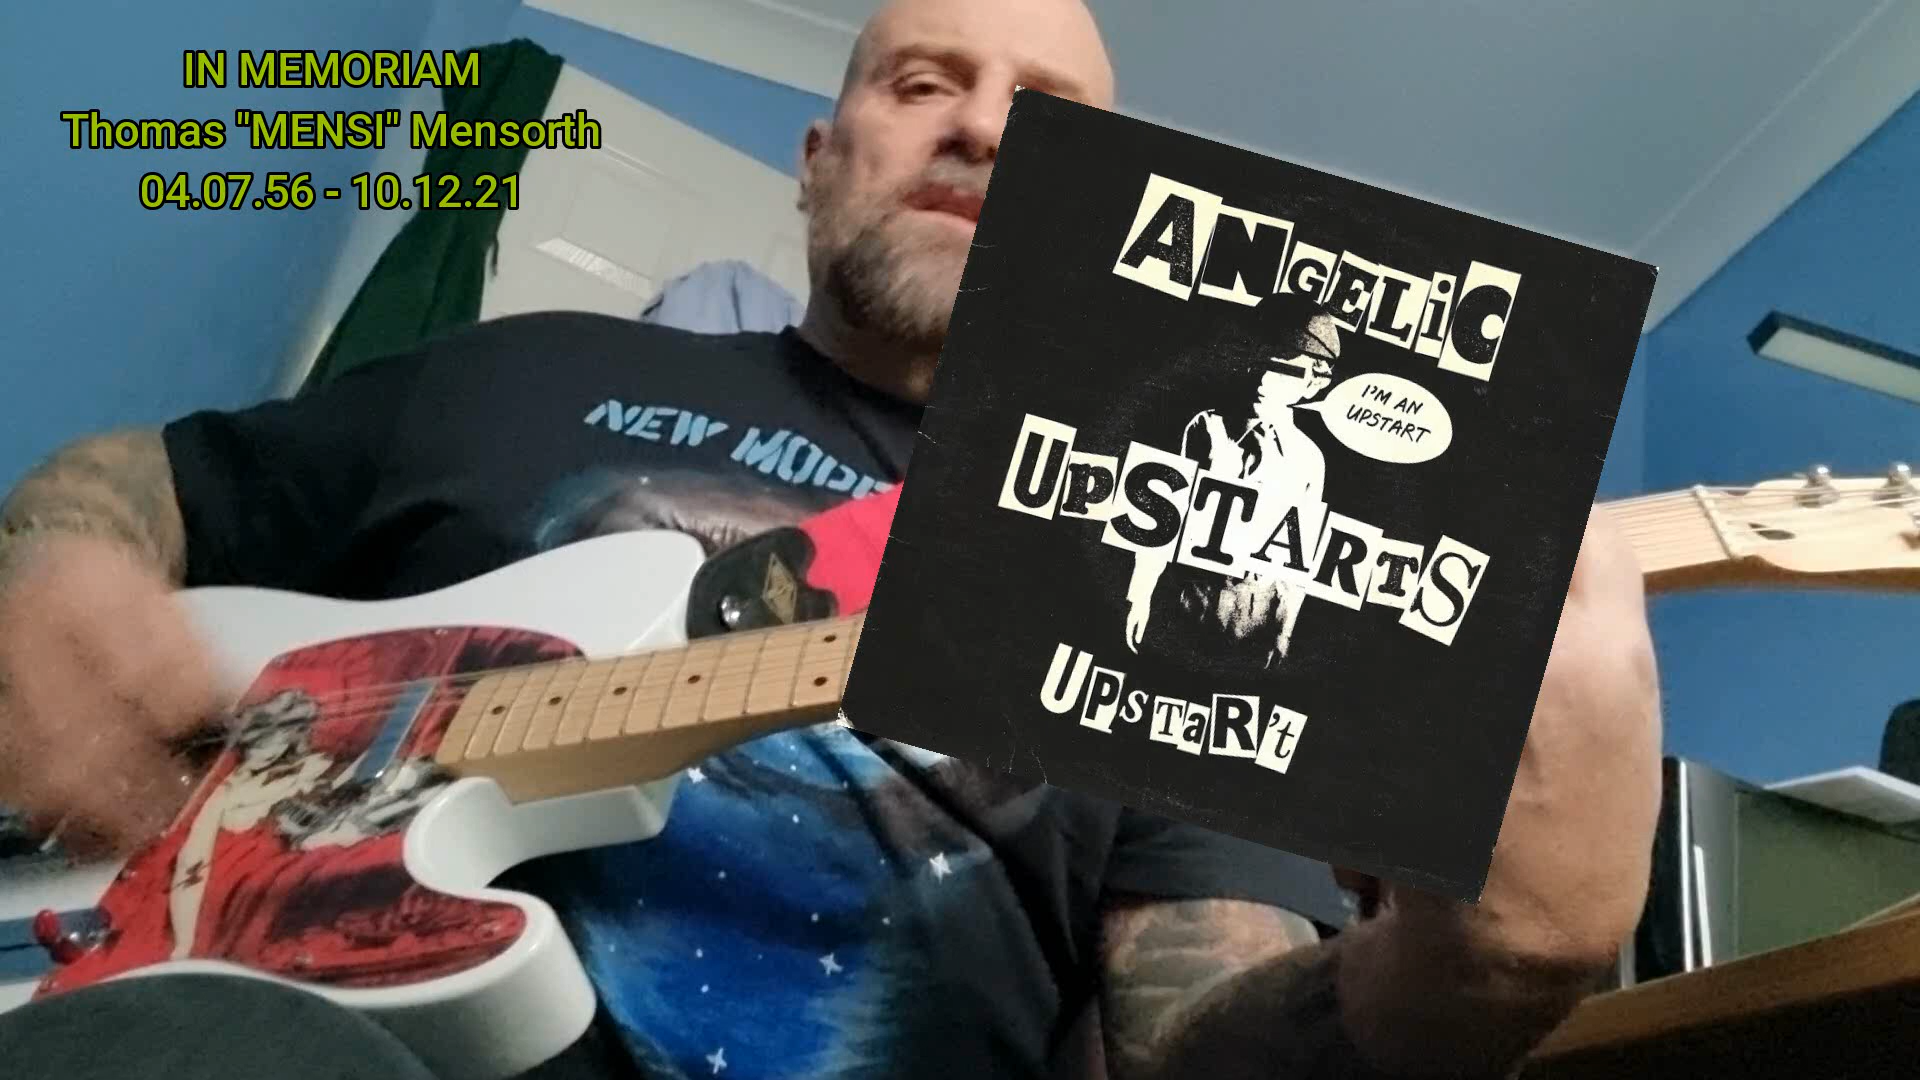 IN MEMORIAM
Thomas "MENSI" Mensorth
04.07.56 - 10.12.21
ANGELiC
I'M AN
UPSTART
UpSTARTS
UPSTaR't
NEW MODE